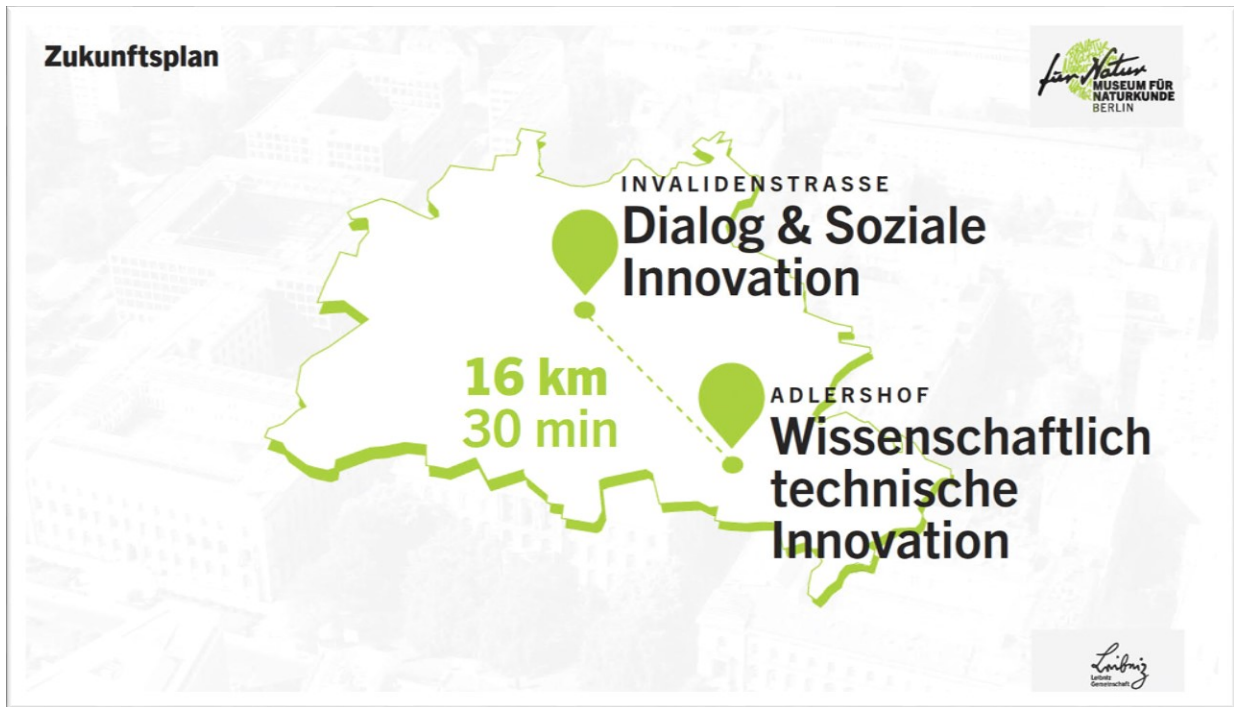 Zukunftsplan
für Natur
MUSEUM FÜR
NATURKUNDE
BERLIN
INVALIDENSTRASSE
Dialog & Soziale
Innovation
16 km
30 min
ADLERSHOF
Wissenschaftlich
technische
Innovation
Leibniz
Leibniz
Gemeinschaft